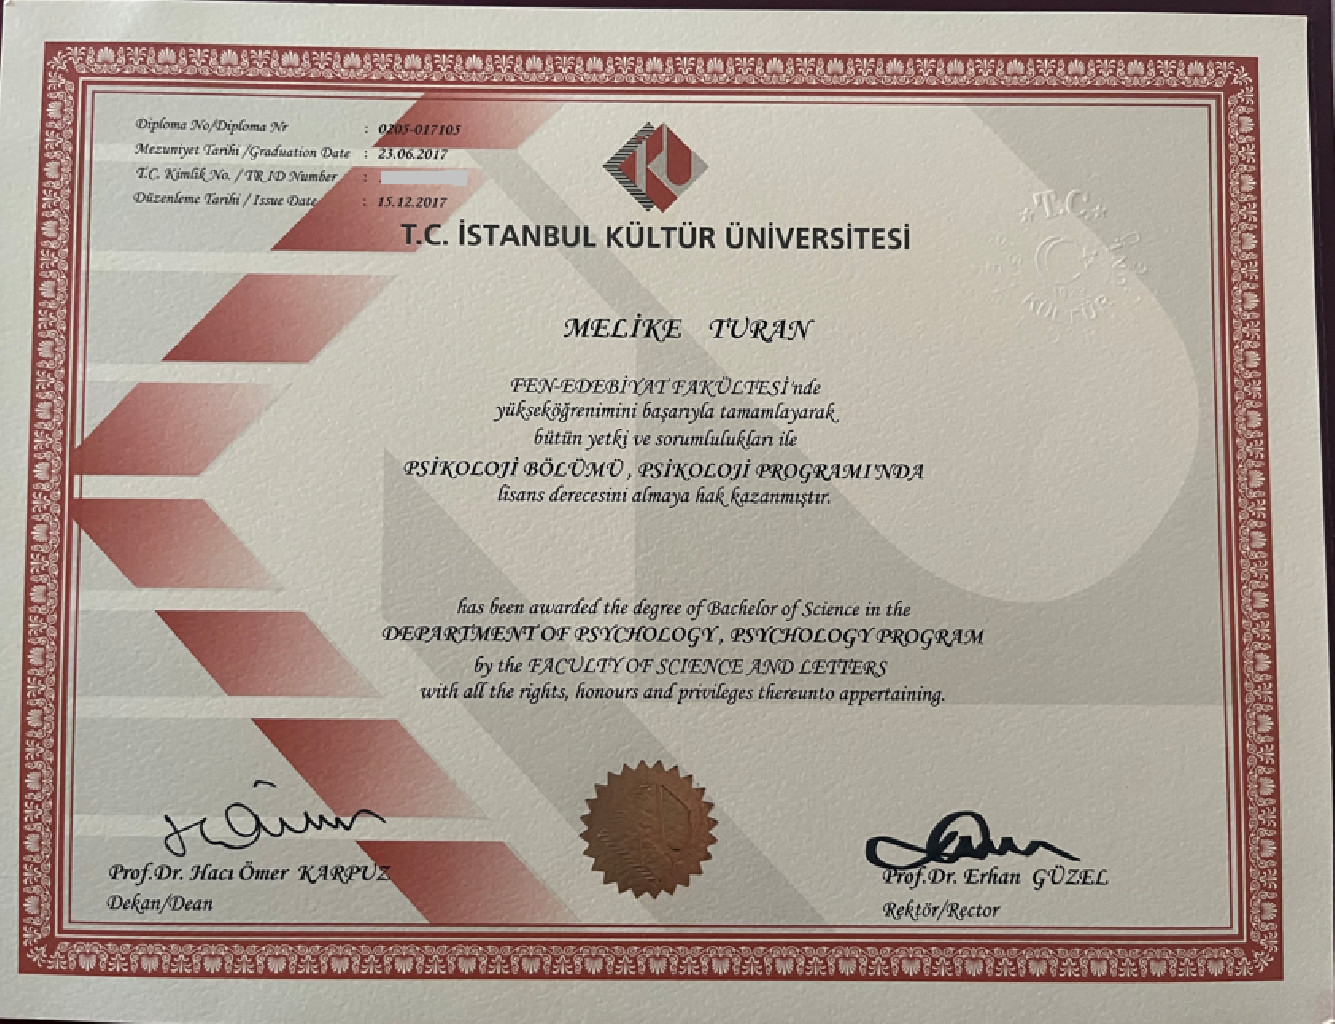 Diploma No/Diploma Nr : 0205-017105
Mezuniyet Tarihi /Graduation Date : 23.06.2017
T.C. Kimlik No. / TR ID Number :
Düzenleme Tarihi / Issue Date : 15.12.2017
T.C. İSTANBUL KÜLTÜR ÜNİVERSİTESİ
T.C.
KÜLTÜR
MELİKE TURAN
FEN-EDEBİYAT FAKÜLTESİ'nde
yükseköğrenimini başarıyla tamamlayarak
bütün yetki ve sorumlulukları ile
PSİKOLOJİ BÖLÜMÜ, PSİKOLOJİ PROGRAMI'NDA
lisans derecesini almaya hak kazanmıştır.
has been awarded the degree of Bachelor of Science in the
DEPARTMENT OF PSYCHOLOGY, PSYCHOLOGY PROGRAM
by the FACULTY OF SCIENCE AND LETTERS
with all the rights, honours and privileges thereunto appertaining.
Prof.Dr. Hacı Ömer KARPUZ
Dekan/Dean
Prof.Dr. Erhan GÜZEL
Rektör/Rector